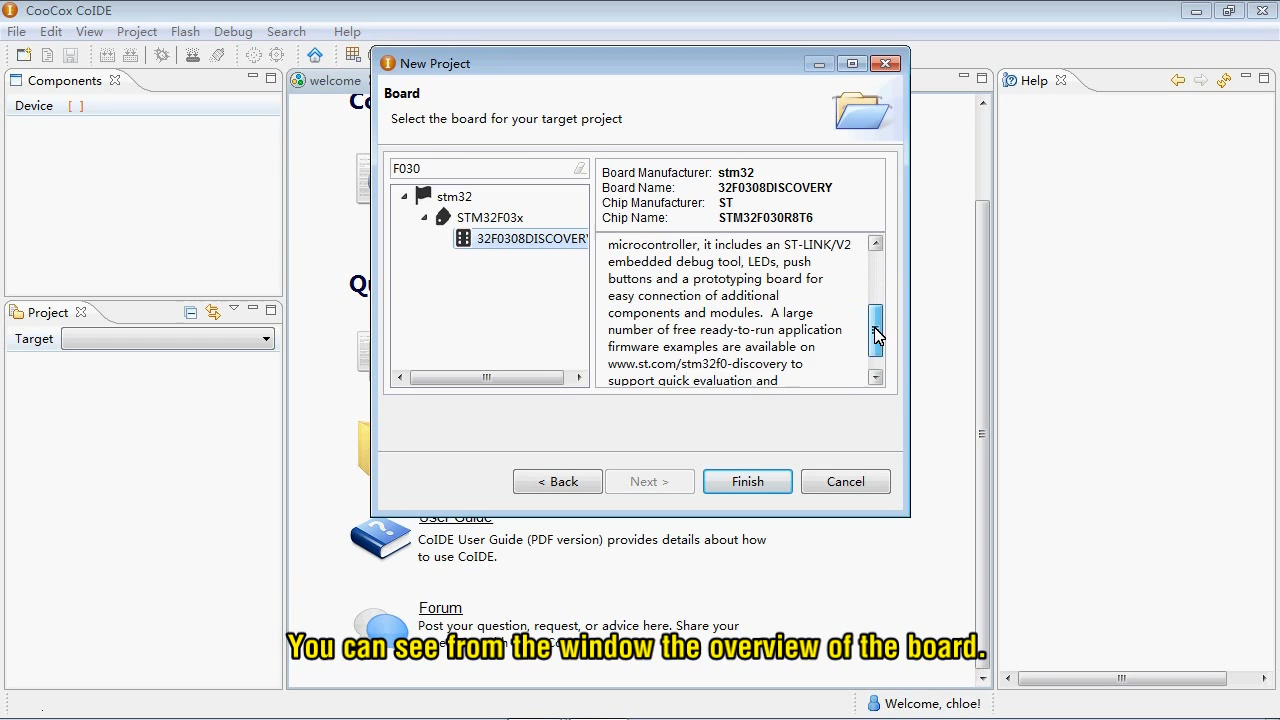 CooCox CoIDE
File Edit View Project Flash Debug Search Help
Components
Device [ ]
Project
Target
welcome
Help
New Project
Board
Select the board for your target project
F030
stm32
STM32F03x
32F0308DISCOVERY
Board Manufacturer: stm32
Board Name: 32F0308DISCOVERY
Chip Manufacturer: ST
Chip Name: STM32F030R8T6
microcontroller, it includes an ST-LINK/V2
embedded debug tool, LEDs, push
buttons and a prototyping board for
easy connection of additional
components and modules. A large
number of free ready-to-run application
firmware examples are available on
www.st.com/stm32f0-discovery to
support quick evaluation and
< Back
Next >
Finish
Cancel
User Guide
CoIDE User Guide (PDF version) provides details about how
to use CoIDE.
Forum
Post your question, request, or advice here. Share your
You can see from the window the overview of the board.
Welcome, chloe!